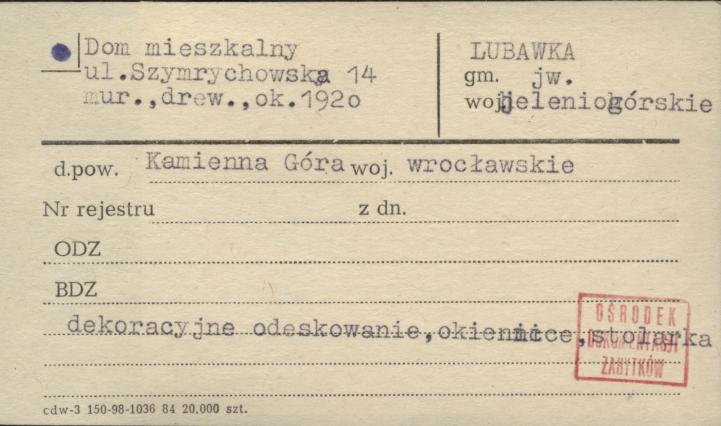 Dom mieszkalny
ul.Szymrychowska 14
mur.,drew.,ok.1920
LUBAWKA
gm. jw.
woj. jeleniogórskie
d.pow. Kamienna Góra woj. wrocławskie
Nr rejestru z dn.
ODZ
BDZ
dekoracyjne odeskowanie,okiennice,stolarka
OŚRODEK
DOKUMENTACJI
ZABYTKÓW
cdw-3 150-98-1036 84 20.000 szt.